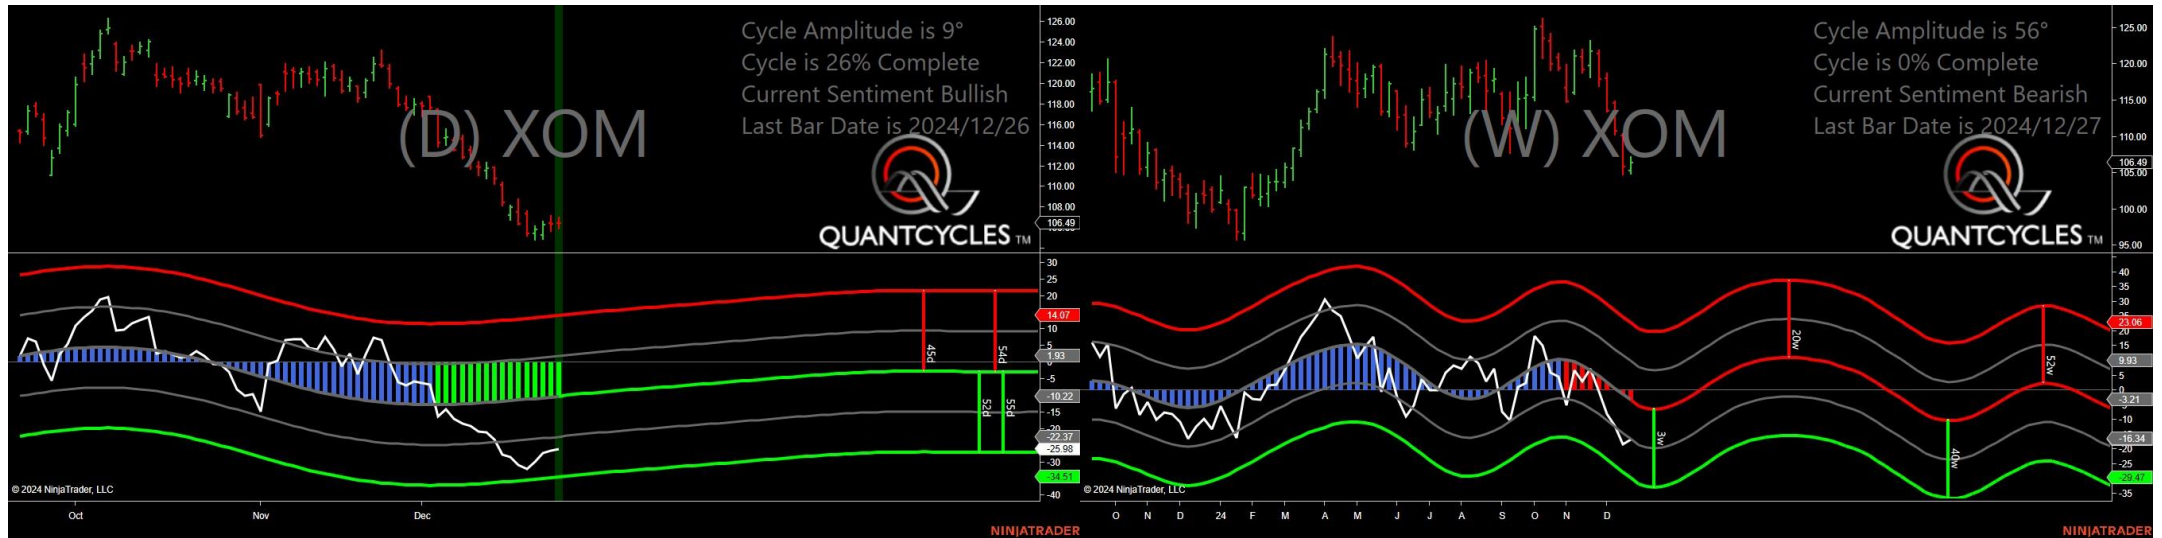 Cycle Amplitude is 9°
Cycle is 26% Complete
Current Sentiment Bullish
Last Bar Date is 2024/12/26
(D) XOM
QUANTCYCLES TM
126.00
124.00
122.00
120.00
118.00
116.00
114.00
112.00
110.00
108.00
106.49
30
25
20
14.07
10
5
1.93
-5
-10.22
-15
-20
-22.37
-25.98
-30
-34.51
-40
45d
54d
52d
55d
© 2024 NinjaTrader, LLC
Oct Nov Dec
NINJATRADER
Cycle Amplitude is 56°
Cycle is 0% Complete
Current Sentiment Bearish
Last Bar Date is 2024/12/27
(W) XOM
QUANTCYCLES TM
125.00
120.00
115.00
110.00
106.49
105.00
100.00
95.00
40
35
30
23.06
20
15
9.93
5
0
-3.21
-10
-16.34
-20
-25
-29.47
-35
3w
20w
40w
52w
© 2024 NinjaTrader, LLC
O N D 24 F M A M J J A S O N D
NINJATRADER